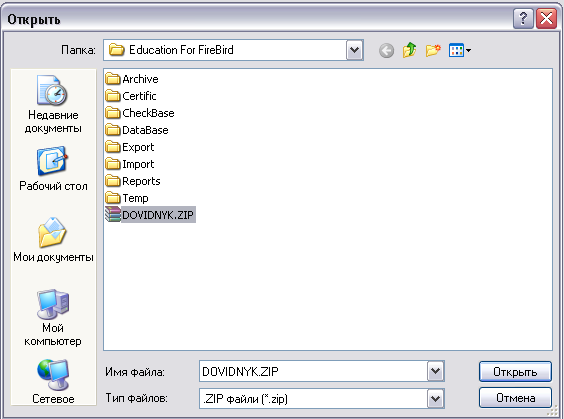 Открыть
Папка: Education For FireBird
Недавние документы
Рабочий стол
Мои документы
Мой компьютер
Сетевое
Archive
Certific
CheckBase
DataBase
Export
Import
Reports
Temp
DOVIDNYK.ZIP
Имя файла: DOVIDNYK.ZIP Открыть
Тип файлов: .ZIP файли (*.zip) Отмена